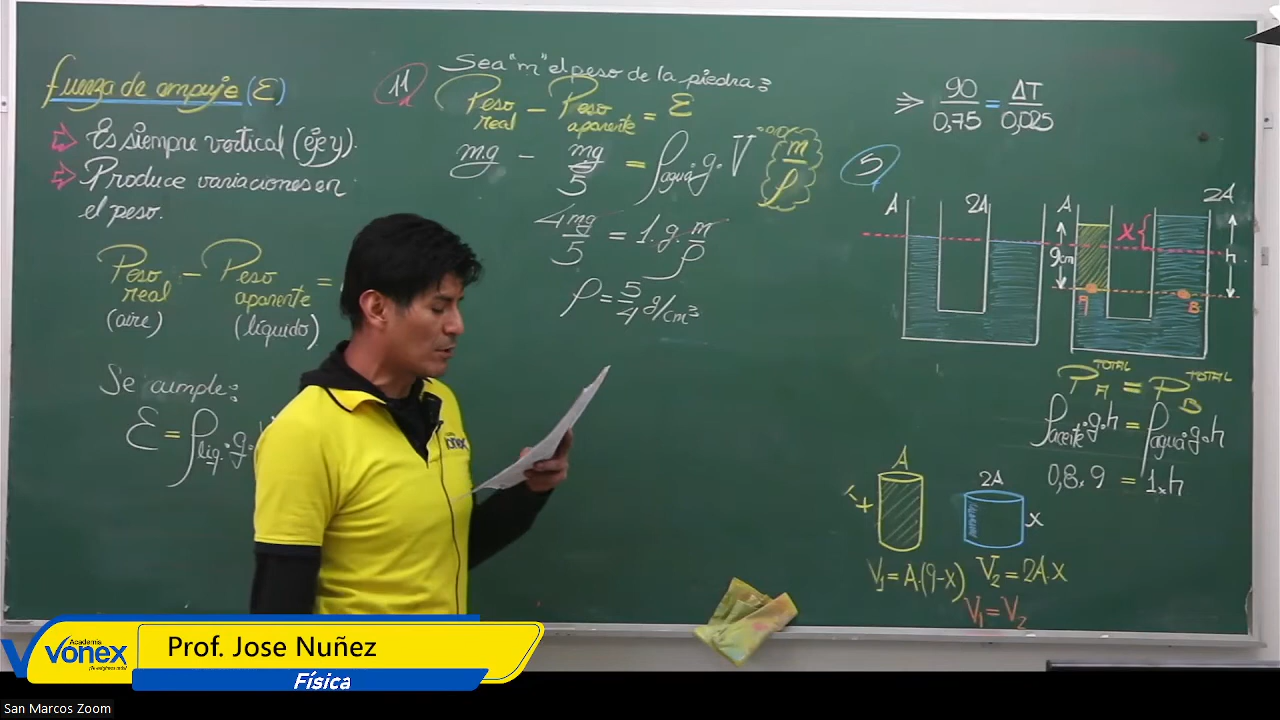 Fuerza de empuje (E)
Es siempre vertical (eje y).
Produce variaciones en
el peso.
Peso real (aire) - Peso aparente (líquido) =
Se cumple:
E = ρliq. g.
11
Sea "m" el peso de la piedra:
Peso real - Peso aparente = E
mg - mg/5 = ρagua. g. V
m/ρ
4mg/5 = 1.g. m/ρ
ρ = 5/4 g/cm³
⇒ 90/0,75 = ΔT/0,025
5
A 2A A 2A
x
9cm
h
A B
P_A^TOTAL = P_B^TOTAL
ρaceite.g.h = ρagua.g.h
0,8x9 = 1xh
A 2A
x
V₁=A.(9-x) V₂=2A.x
V₁=V₂
Academia
vonex
Prof. Jose Nuñez
Física
San Marcos Zoom